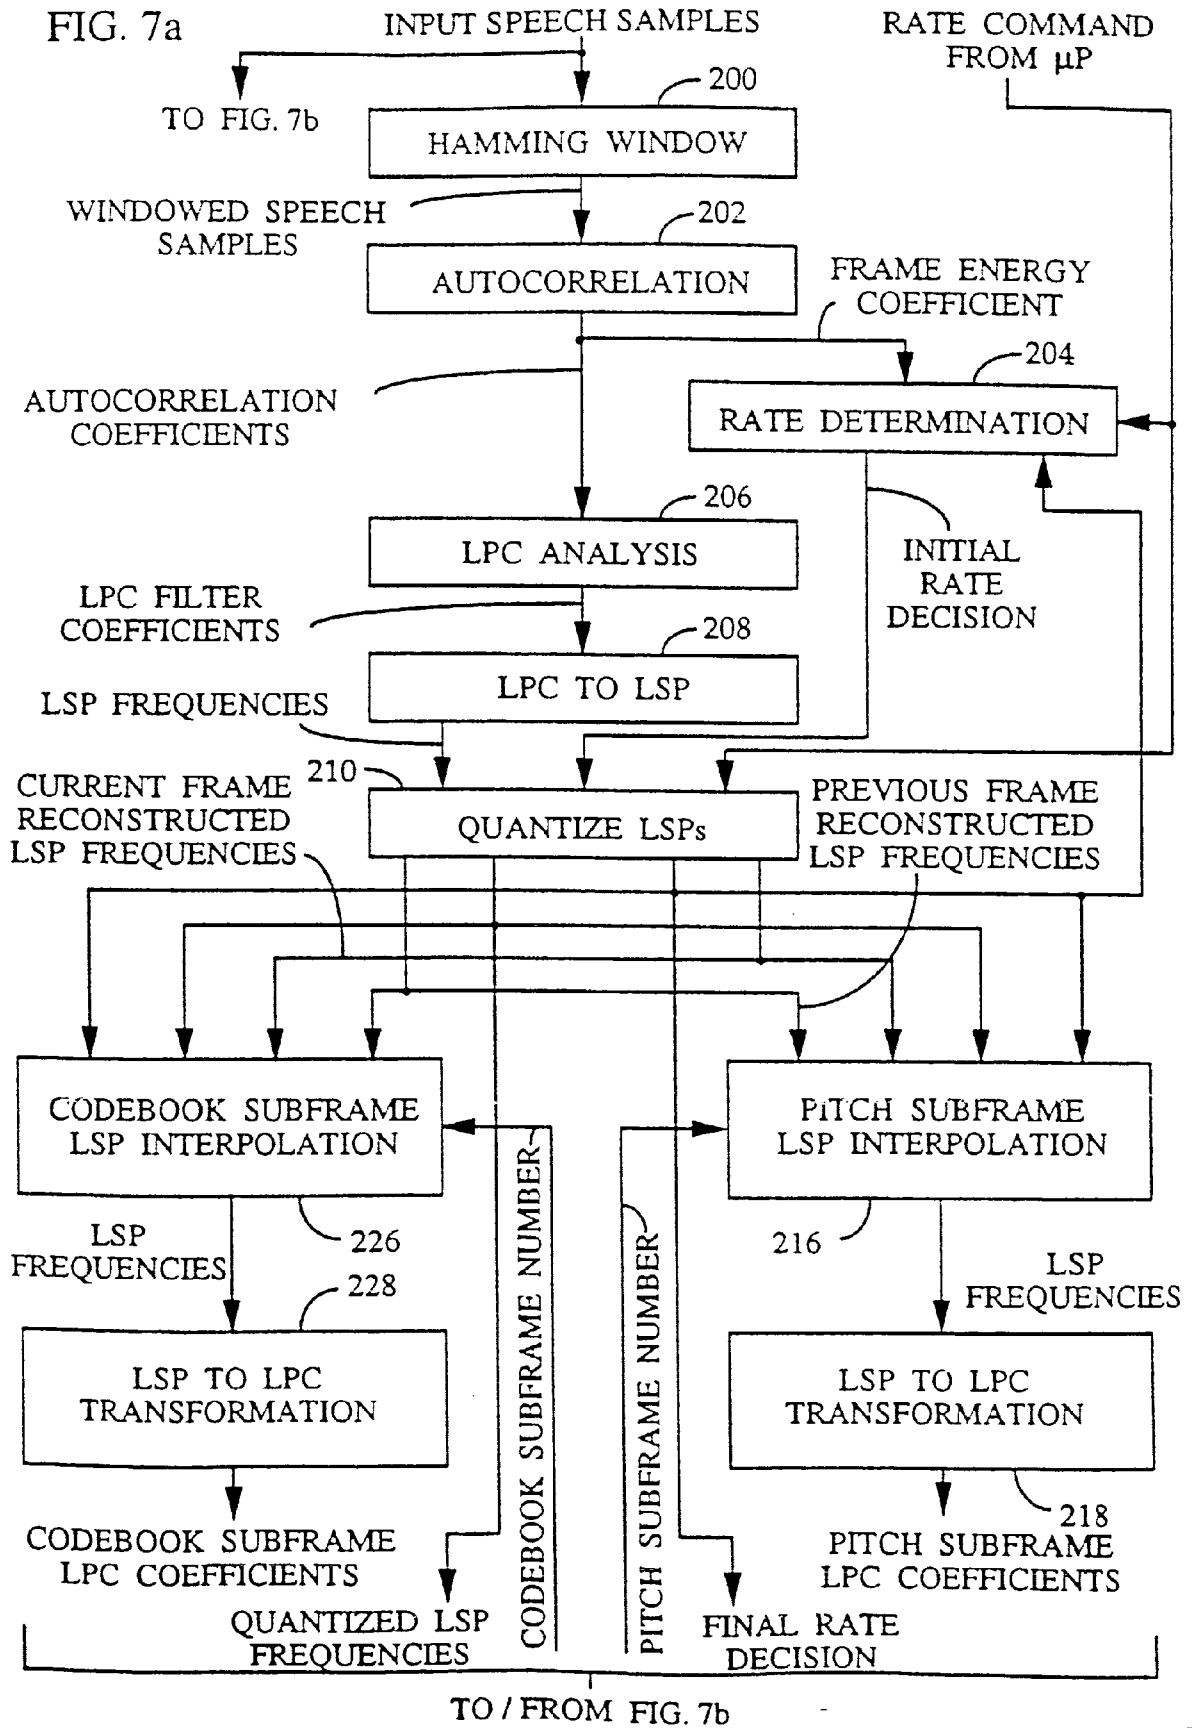 FIG. 7a
INPUT SPEECH SAMPLES
RATE COMMAND
FROM µP
TO FIG. 7b
200
HAMMING WINDOW
WINDOWED SPEECH
SAMPLES
202
AUTOCORRELATION
FRAME ENERGY
COEFFICIENT
204
RATE DETERMINATION
AUTOCORRELATION
COEFFICIENTS
206
LPC ANALYSIS
INITIAL
RATE
DECISION
LPC FILTER
COEFFICIENTS
208
LPC TO LSP
LSP FREQUENCIES
210
QUANTIZE LSPs
CURRENT FRAME
RECONSTRUCTED
LSP FREQUENCIES
PREVIOUS FRAME
RECONSTRUCTED
LSP FREQUENCIES
CODEBOOK SUBFRAME
LSP INTERPOLATION
PITCH SUBFRAME
LSP INTERPOLATION
226
216
LSP
FREQUENCIES
LSP
FREQUENCIES
CODEBOOK SUBFRAME NUMBER
PITCH SUBFRAME NUMBER
228
LSP TO LPC
TRANSFORMATION
LSP TO LPC
TRANSFORMATION
218
CODEBOOK SUBFRAME
LPC COEFFICIENTS
PITCH SUBFRAME
LPC COEFFICIENTS
QUANTIZED LSP
FREQUENCIES
FINAL RATE
DECISION
TO / FROM FIG. 7b